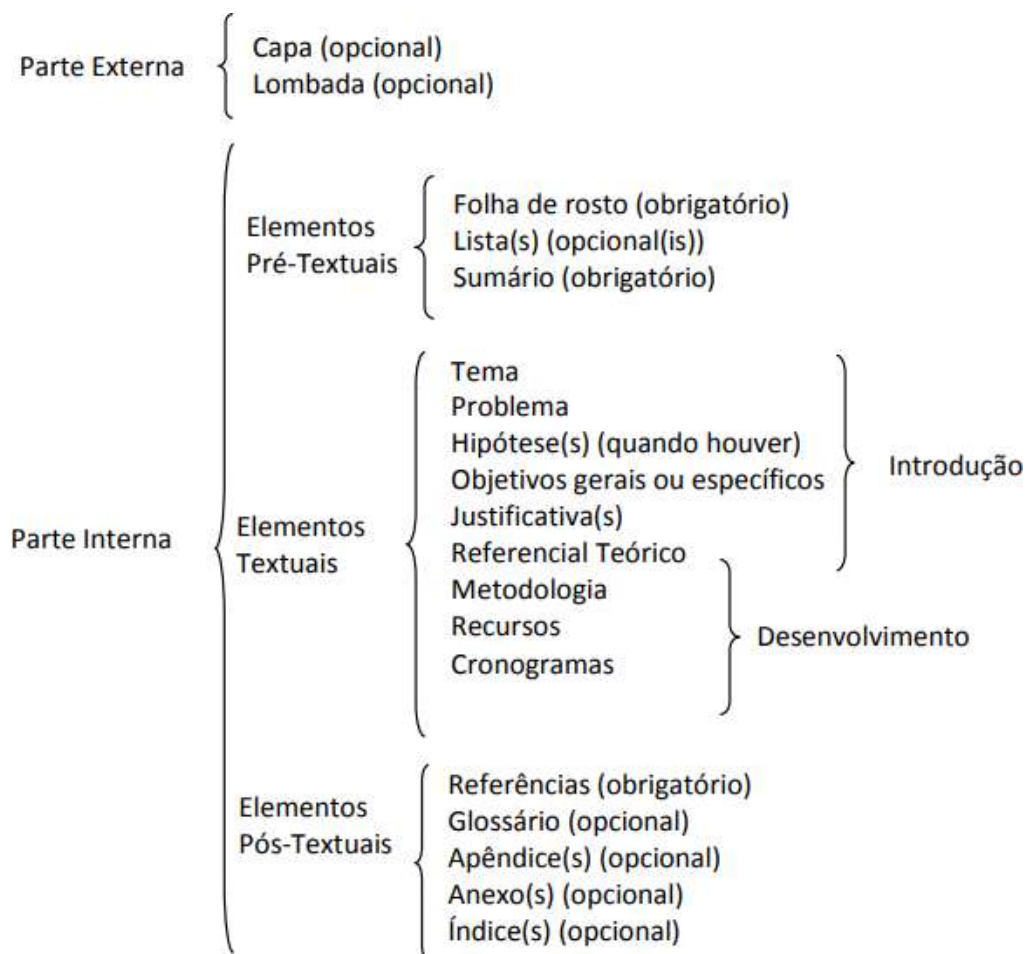 Parte Externa
Capa (opcional)
Lombada (opcional)
Parte Interna
Elementos
Pré-Textuais
Folha de rosto (obrigatório)
Lista(s) (opcional(is))
Sumário (obrigatório)
Elementos
Textuais
Tema
Problema
Hipótese(s) (quando houver)
Objetivos gerais ou específicos
Justificativa(s)
Referencial Teórico
Metodologia
Recursos
Cronogramas
Introdução
Desenvolvimento
Elementos
Pós-Textuais
Referências (obrigatório)
Glossário (opcional)
Apêndice(s) (opcional)
Anexo(s) (opcional)
Índice(s) (opcional)